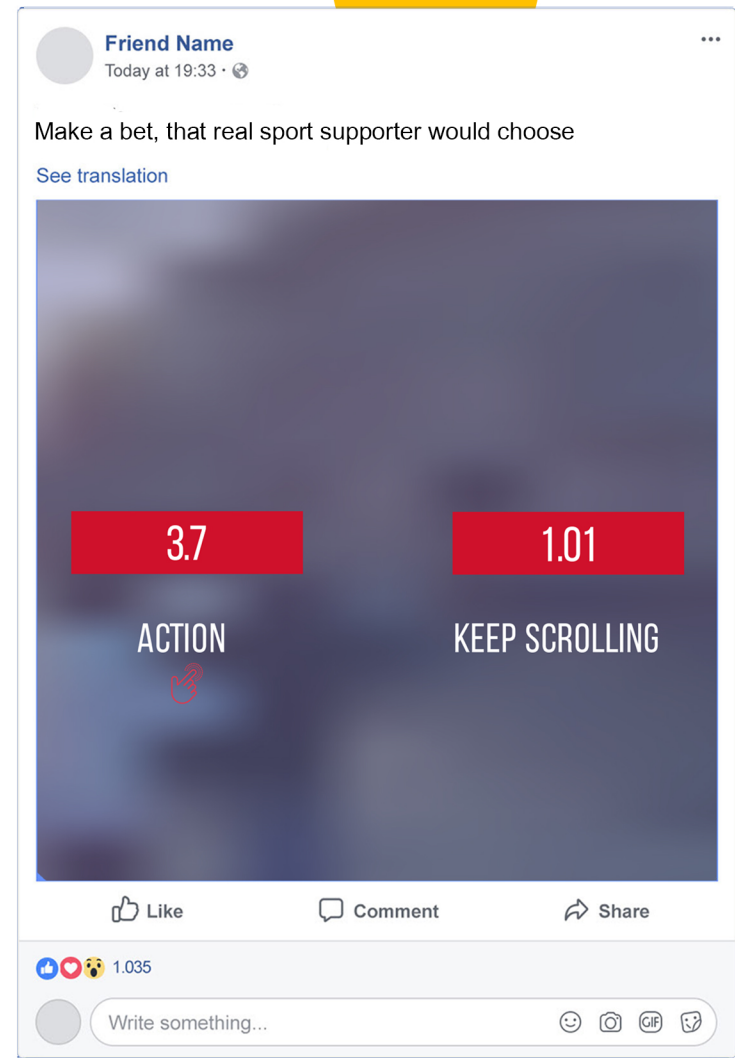 Friend Name
Today at 19:33 ·
Make a bet, that real sport supporter would choose
See translation
3.7
1.01
ACTION
KEEP SCROLLING
Like
Comment
Share
1.035
Write something...
GIF